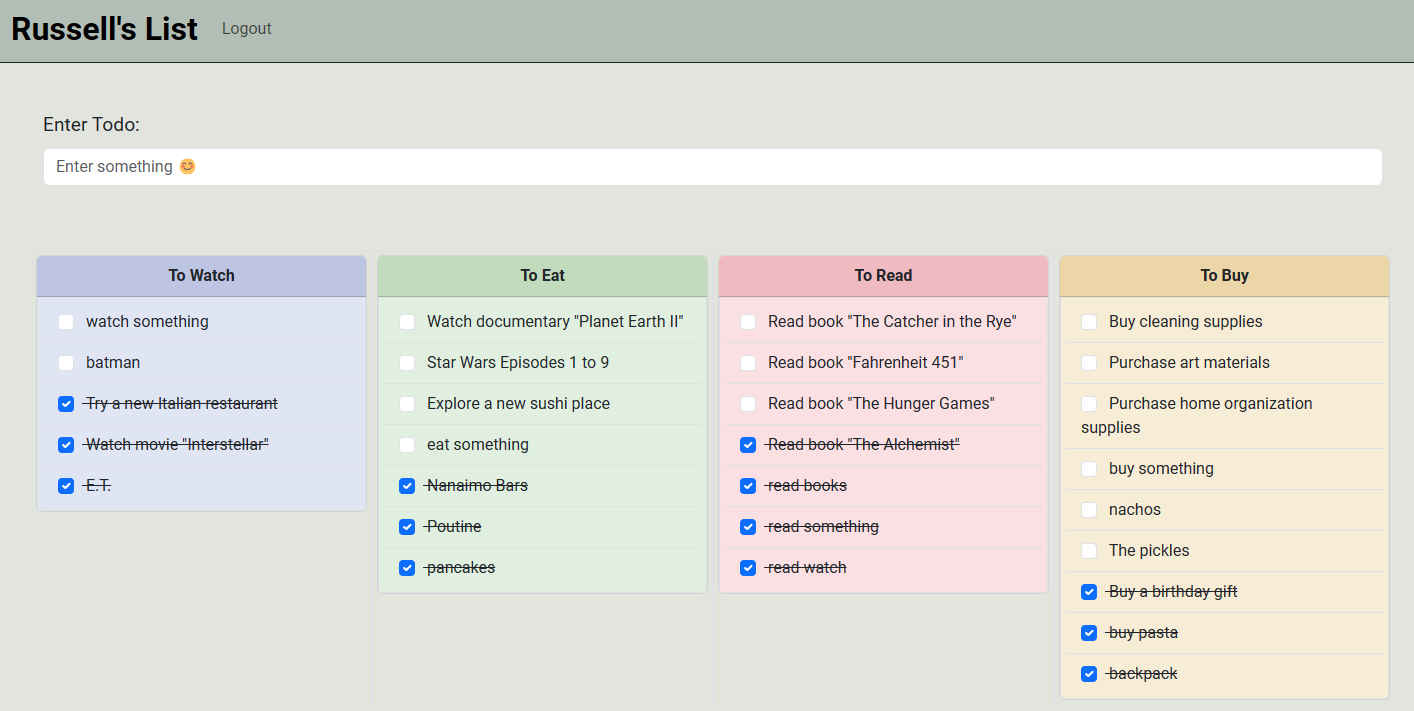 Russell's List
Logout
Enter Todo:
Enter something 😊
To Watch
watch something
batman
Try a new Italian restaurant
Watch movie "Interstellar"
E.T.
To Eat
Watch documentary "Planet Earth II"
Star Wars Episodes 1 to 9
Explore a new sushi place
eat something
Nanaimo Bars
Poutine
pancakes
To Read
Read book "The Catcher in the Rye"
Read book "Fahrenheit 451"
Read book "The Hunger Games"
Read book "The Alchemist"
read books
read something
read watch
To Buy
Buy cleaning supplies
Purchase art materials
Purchase home organization
supplies
buy something
nachos
The pickles
Buy a birthday gift
buy pasta
backpack